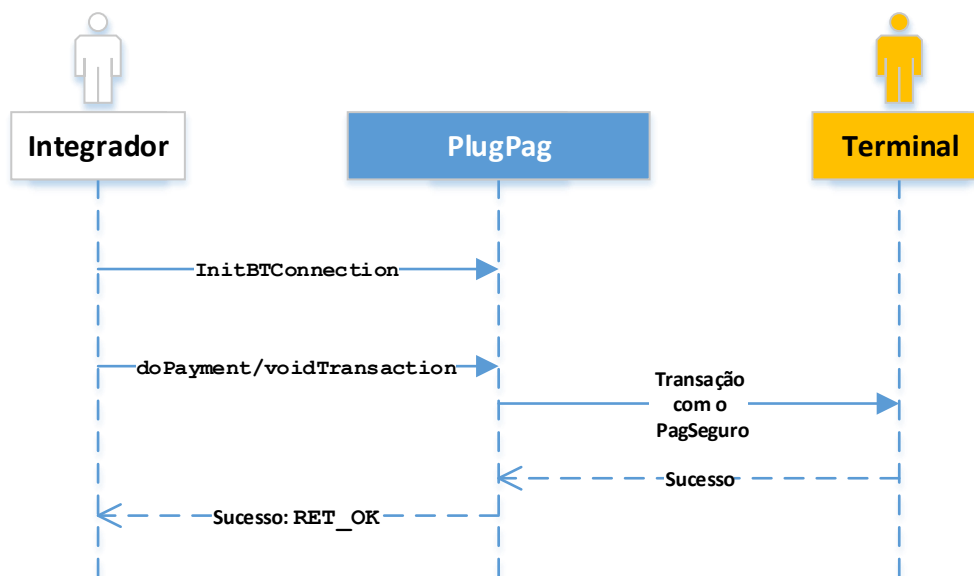 Integrador
PlugPag
Terminal
InitBTConnection
doPayment/voidTransaction
Transação
com o
PagSeguro
Sucesso
Sucesso: RET_OK